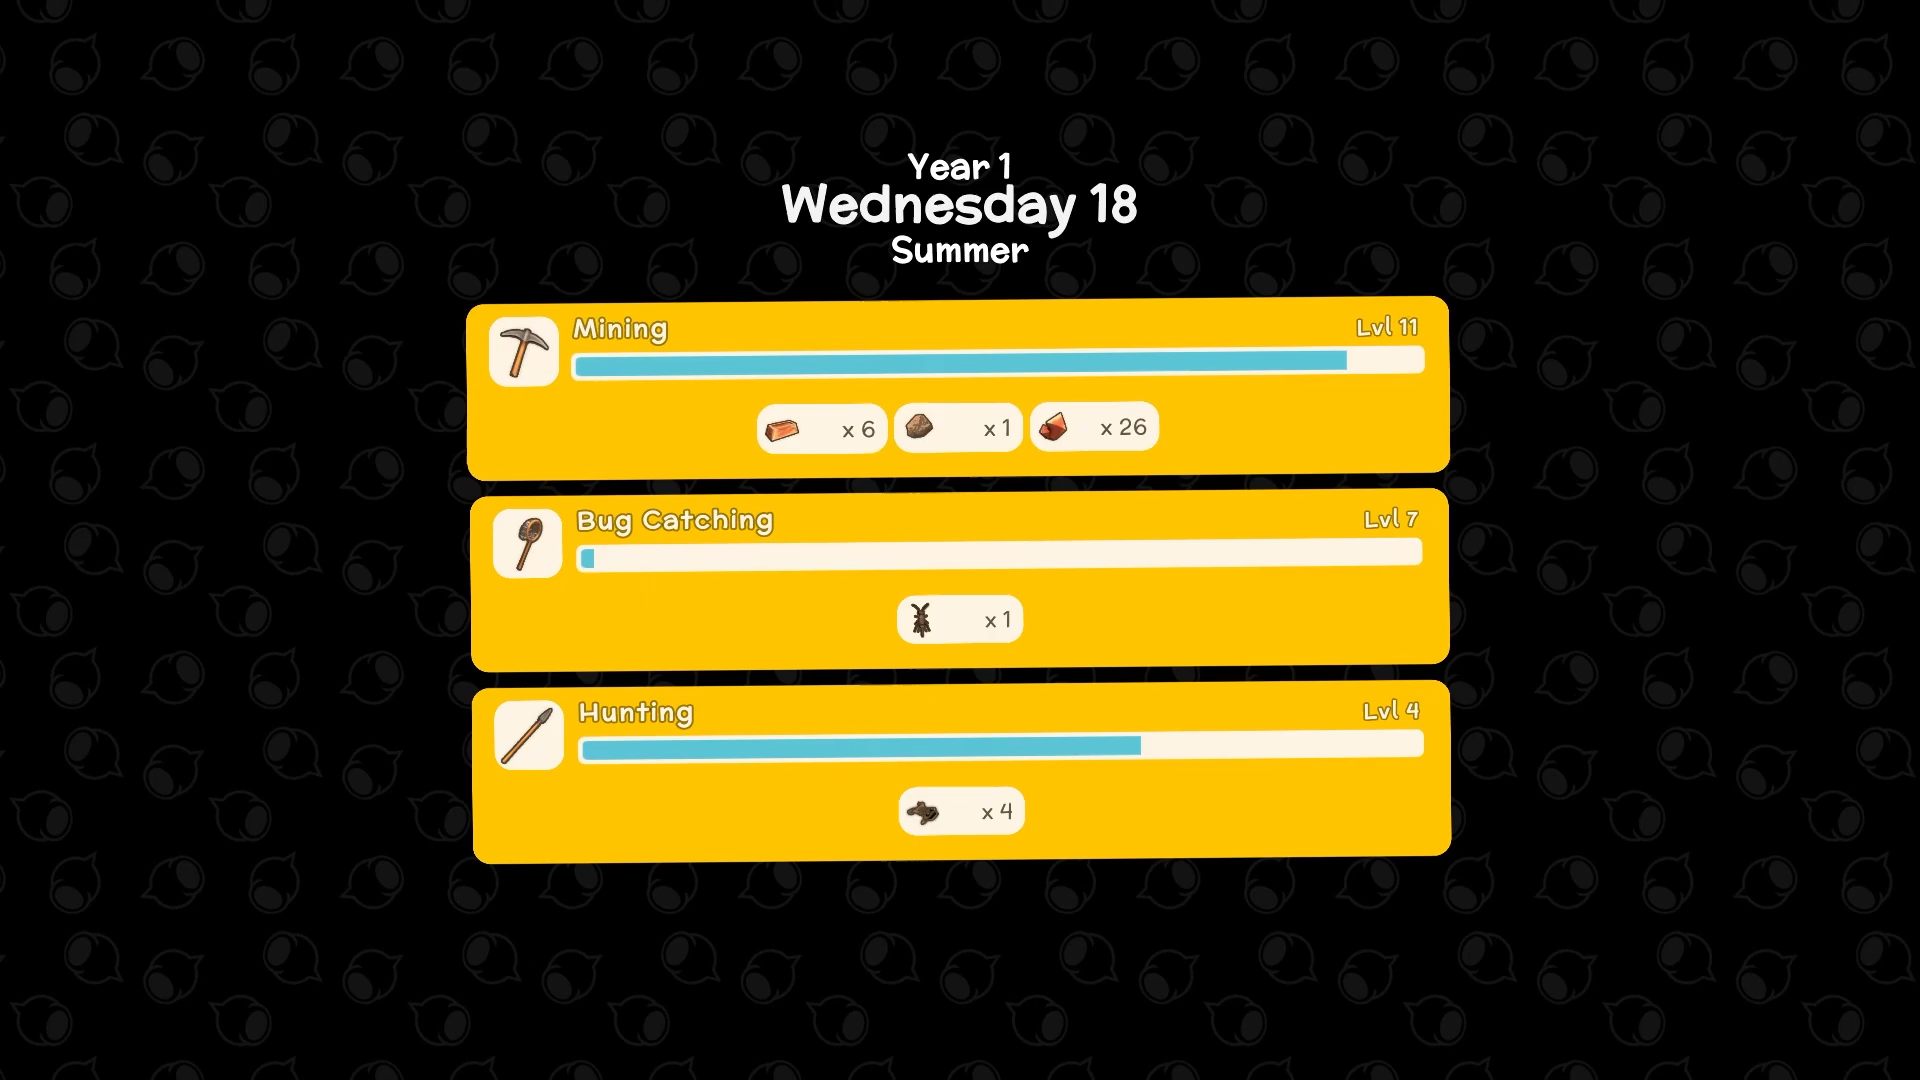 Year 1
Wednesday 18
Summer
Mining Lvl 11
x 6 x 1 x 26
Bug Catching Lvl 7
x 1
Hunting Lvl 4
x 4